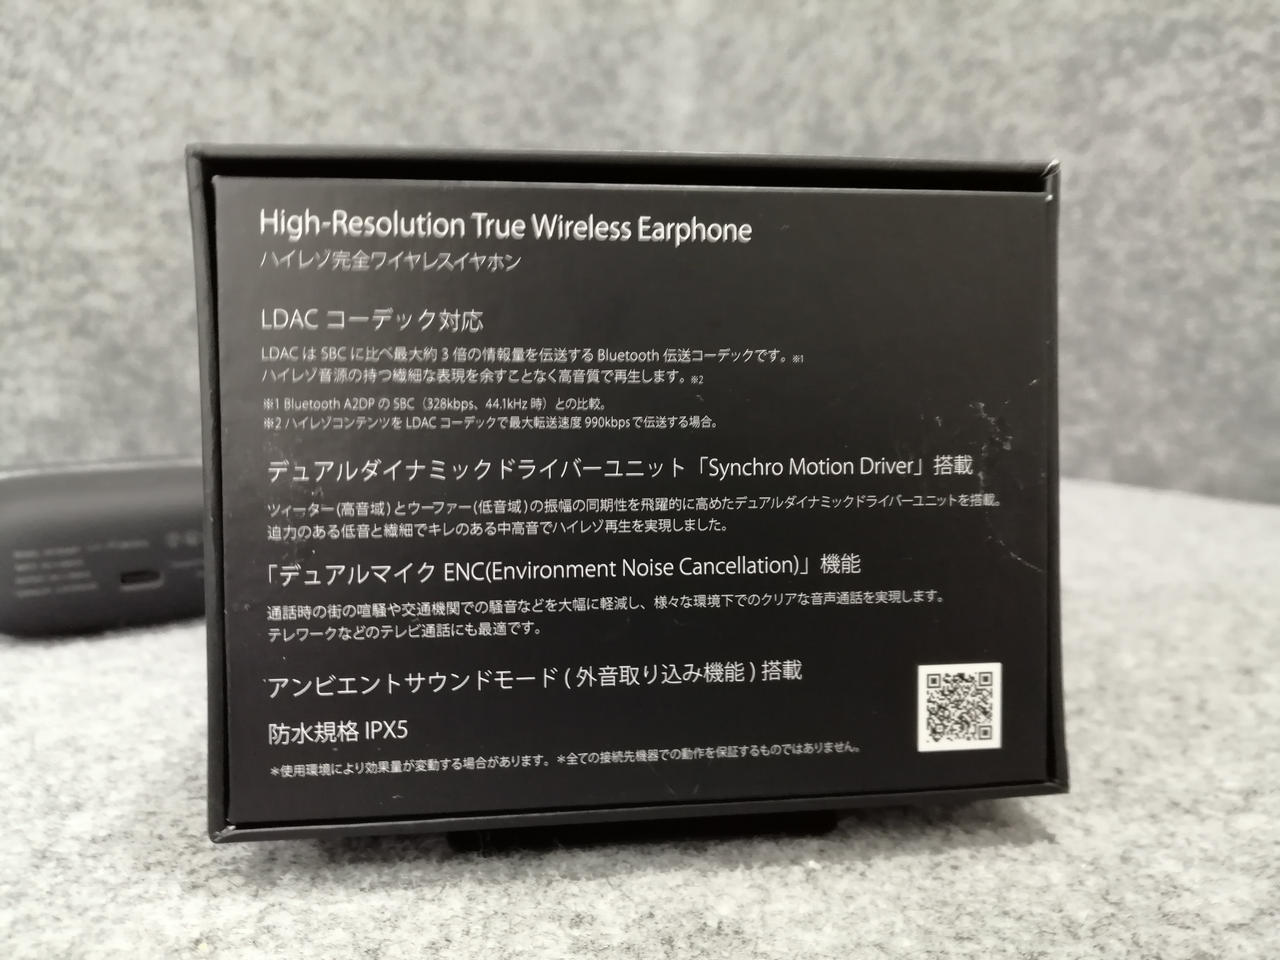 High-Resolution True Wireless Earphone
ハイレゾ完全ワイヤレスイヤホン
LDAC コーデック対応
LDAC は SBC に比べ最大約 3 倍の情報量を伝送する Bluetooth 伝送コーデックです。※1
ハイレゾ音源の持つ繊細な表現を余すことなく高音質で再生します。※2
※1 Bluetooth A2DP の SBC（328kbps、44.1kHz 時）との比較。
※2 ハイレゾコンテンツを LDAC コーデックで最大転送速度 990kbps で伝送する場合。
デュアルダイナミックドライバーユニット「Synchro Motion Driver」搭載
ツィーター(高音域)とウーファー(低音域)の振幅の同期性を飛躍的に高めたデュアルダイナミックドライバーユニットを搭載。
迫力のある低音と繊細でキレのある中高音でハイレゾ再生を実現しました。
「デュアルマイク ENC(Environment Noise Cancellation)」機能
通話時の街の喧騒や交通機関での騒音などを大幅に軽減し、様々な環境下でのクリアな音声通話を実現します。
テレワークなどのテレビ通話にも最適です。
アンビエントサウンドモード ( 外音取り込み機能 ) 搭載
防水規格 IPX5
＊使用環境により効果量が変動する場合があります。＊全ての接続先機器での動作を保証するものではありません。